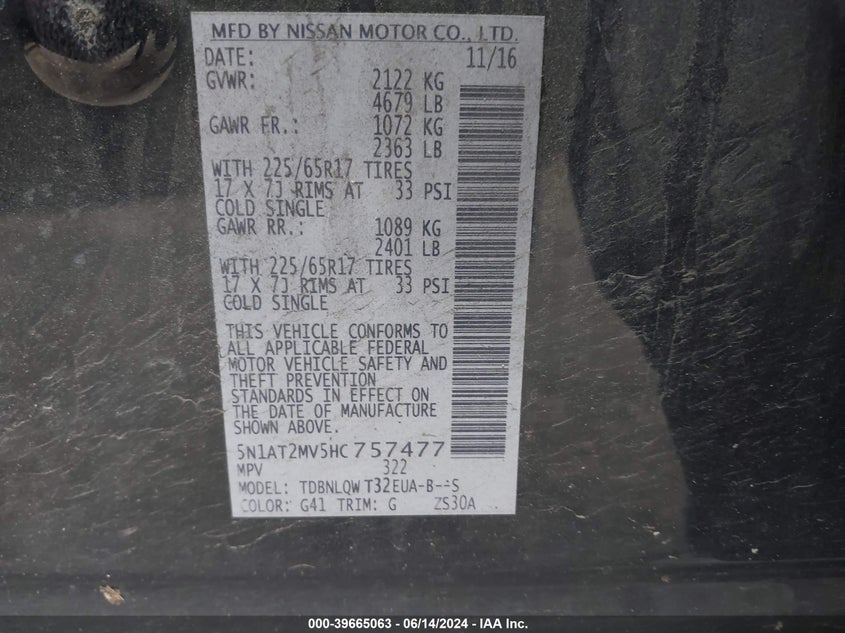 MFD BY NISSAN MOTOR CO., LTD.
DATE: 11/16
GVWR: 2122 KG
4679 LB
GAWR FR.: 1072 KG
2363 LB
WITH 225/65R17 TIRES
17 X 7J RIMS AT 33 PSI
COLD SINGLE
GAWR RR.: 1089 KG
2401 LB
WITH 225/65R17 TIRES
17 X 7J RIMS AT 33 PSI
COLD SINGLE
THIS VEHICLE CONFORMS TO
ALL APPLICABLE FEDERAL
MOTOR VEHICLE SAFETY AND
THEFT PREVENTION
STANDARDS IN EFFECT ON
THE DATE OF MANUFACTURE
SHOWN ABOVE.
5N1AT2MV5HC757477
MPV 322
MODEL: TDBNLQW T32EUA-B--S
COLOR: G41 TRIM: G ZS30A
000-39665063 - 06/14/2024 - IAA Inc.